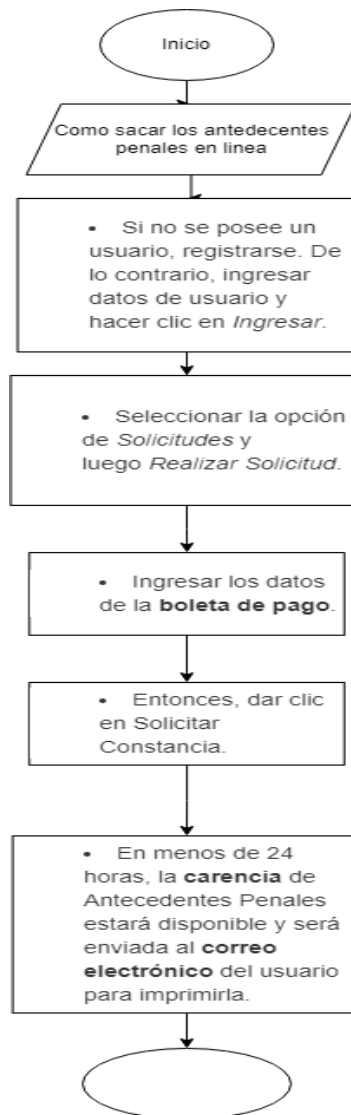 Inicio
Como sacar los antedecentes
penales en linea
• Si no se posee un
usuario, registrarse. De
lo contrario, ingresar
datos de usuario y
hacer clic en Ingresar.
• Seleccionar la opción
de Solicitudes y
luego Realizar Solicitud.
• Ingresar los datos
de la boleta de pago.
• Entonces, dar clic
en Solicitar
Constancia.
• En menos de 24
horas, la carencia de
Antecedentes Penales
estará disponible y será
enviada al correo
electrónico del usuario
para imprimirla.